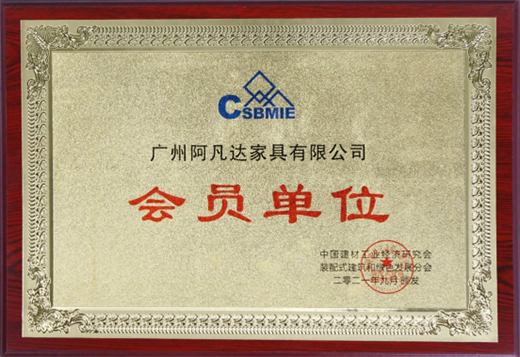 CSBMIE
广州阿凡达家具有限公司
会员单位
中国建材工业经济研究会
装配式建筑和绿色发展分会
二零二一年九月颁发